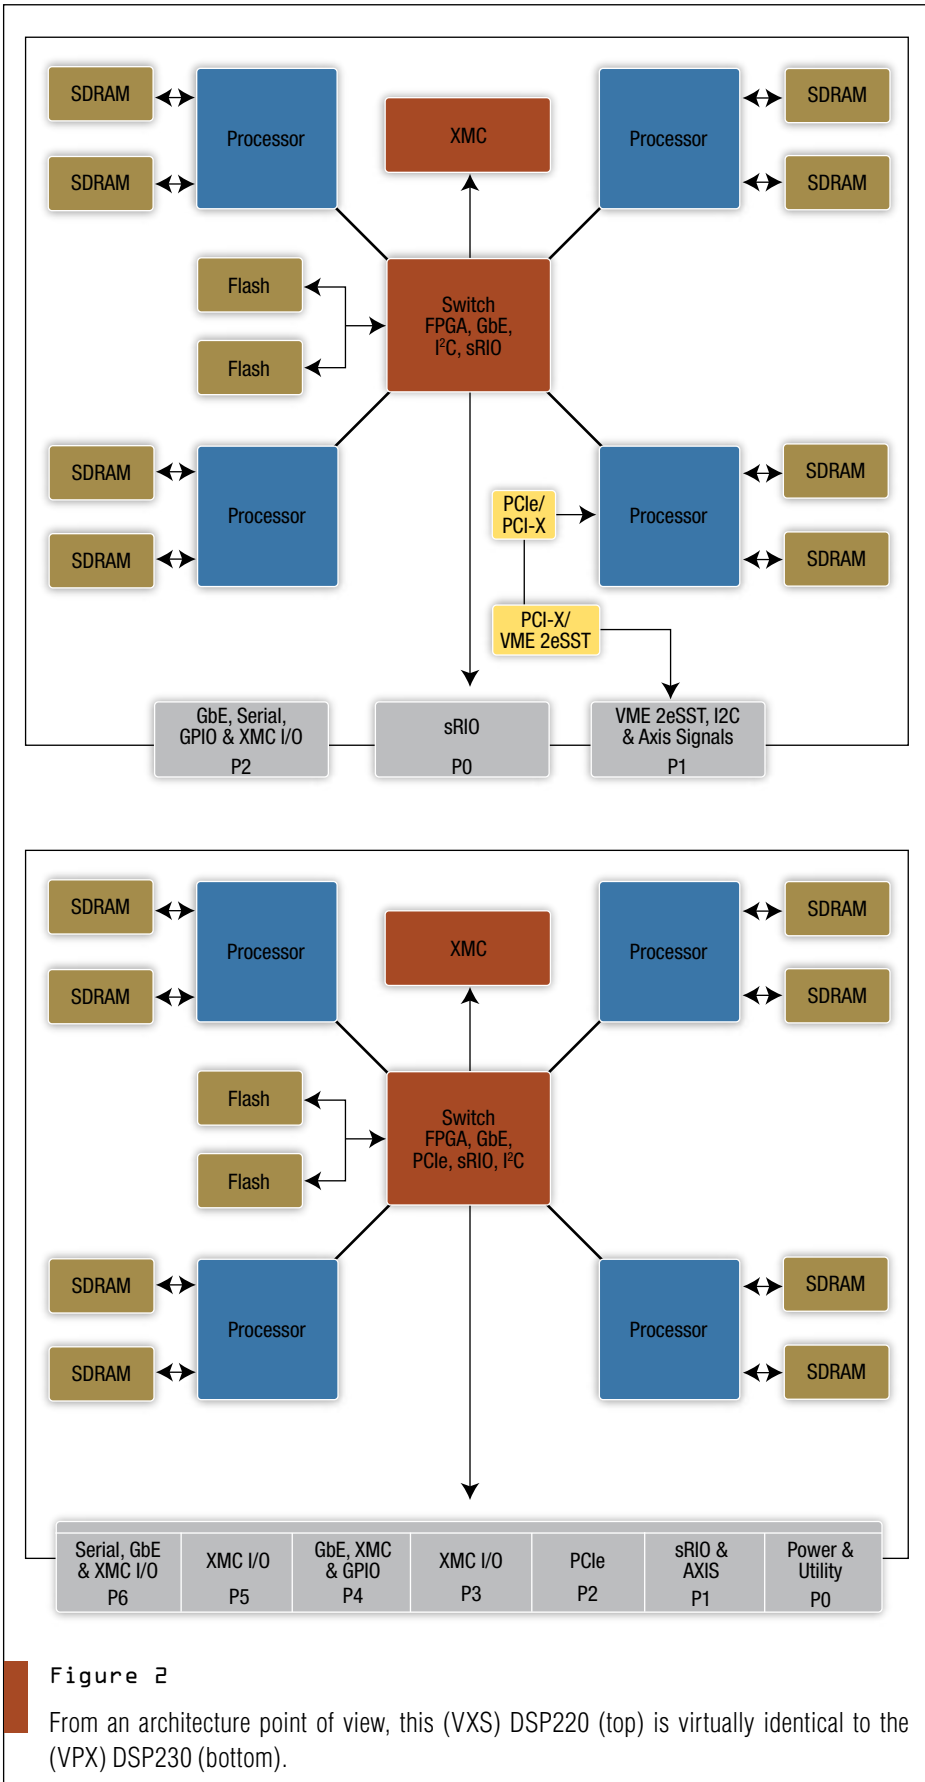 SDRAM
SDRAM
Processor
XMC
Processor
SDRAM
SDRAM
Flash
Flash
Switch
FPGA, GbE,
I²C, sRIO
SDRAM
SDRAM
Processor
PCIe/
PCI-X
PCI-X/
VME 2eSST
Processor
SDRAM
SDRAM
GbE, Serial,
GPIO & XMC I/O
P2
sRIO
P0
VME 2eSST, I2C
& Axis Signals
P1
SDRAM
SDRAM
Processor
XMC
Processor
SDRAM
SDRAM
Flash
Flash
Switch
FPGA, GbE,
PCIe, sRIO, I²C
SDRAM
SDRAM
Processor
Processor
SDRAM
SDRAM
Serial, GbE
& XMC I/O
P6
XMC I/O
P5
GbE, XMC
& GPIO
P4
XMC I/O
P3
PCIe
P2
sRIO &
AXIS
P1
Power &
Utility
P0
Figure 2
From an architecture point of view, this (VXS) DSP220 (top) is virtually identical to the
(VPX) DSP230 (bottom).